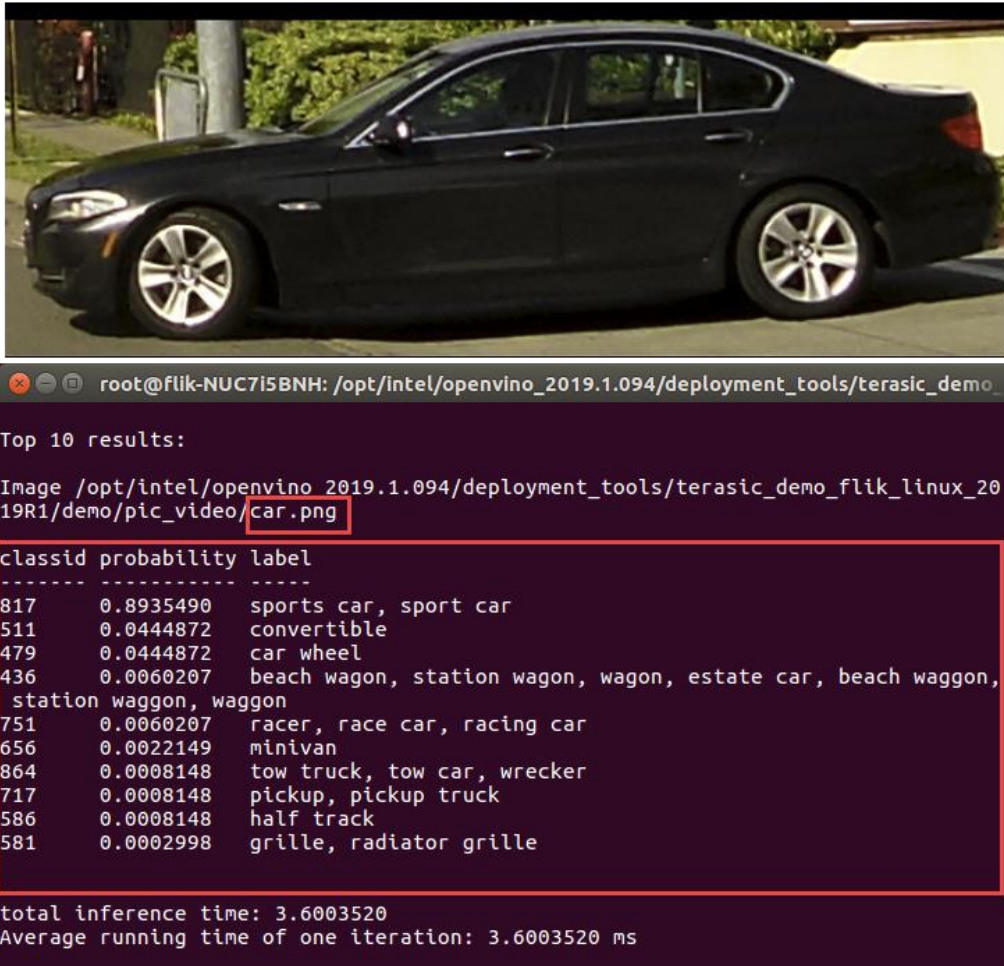 root@flik-NUC7i5BNH: /opt/intel/openvino_2019.1.094/deployment_tools/terasic_demo_
Top 10 results:
Image /opt/intel/openvino_2019.1.094/deployment_tools/terasic_demo_flik_linux_20
19R1/demo/pic_video/car.png
classid probability label
------- ----------- -----
817 0.8935490 sports car, sport car
511 0.0444872 convertible
479 0.0444872 car wheel
436 0.0060207 beach wagon, station wagon, wagon, estate car, beach waggon,
station waggon, waggon
751 0.0060207 racer, race car, racing car
656 0.0022149 minivan
864 0.0008148 tow truck, tow car, wrecker
717 0.0008148 pickup, pickup truck
586 0.0008148 half track
581 0.0002998 grille, radiator grille
total inference time: 3.6003520
Average running time of one iteration: 3.6003520 ms